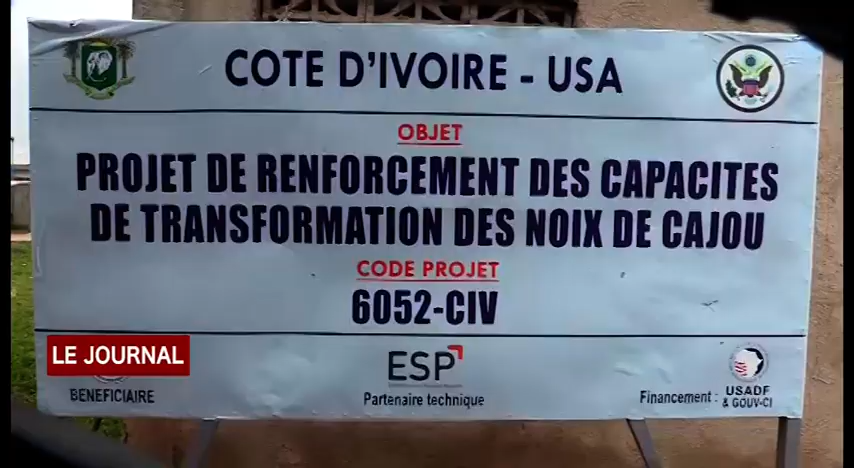 COTE D'IVOIRE - USA
OBJET
PROJET DE RENFORCEMENT DES CAPACITES
DE TRANSFORMATION DES NOIX DE CAJOU
CODE PROJET
6052-CIV
LE JOURNAL
BENEFICIAIRE
ESP
Partenaire technique
Financement :
USADF
& GOUV-CI